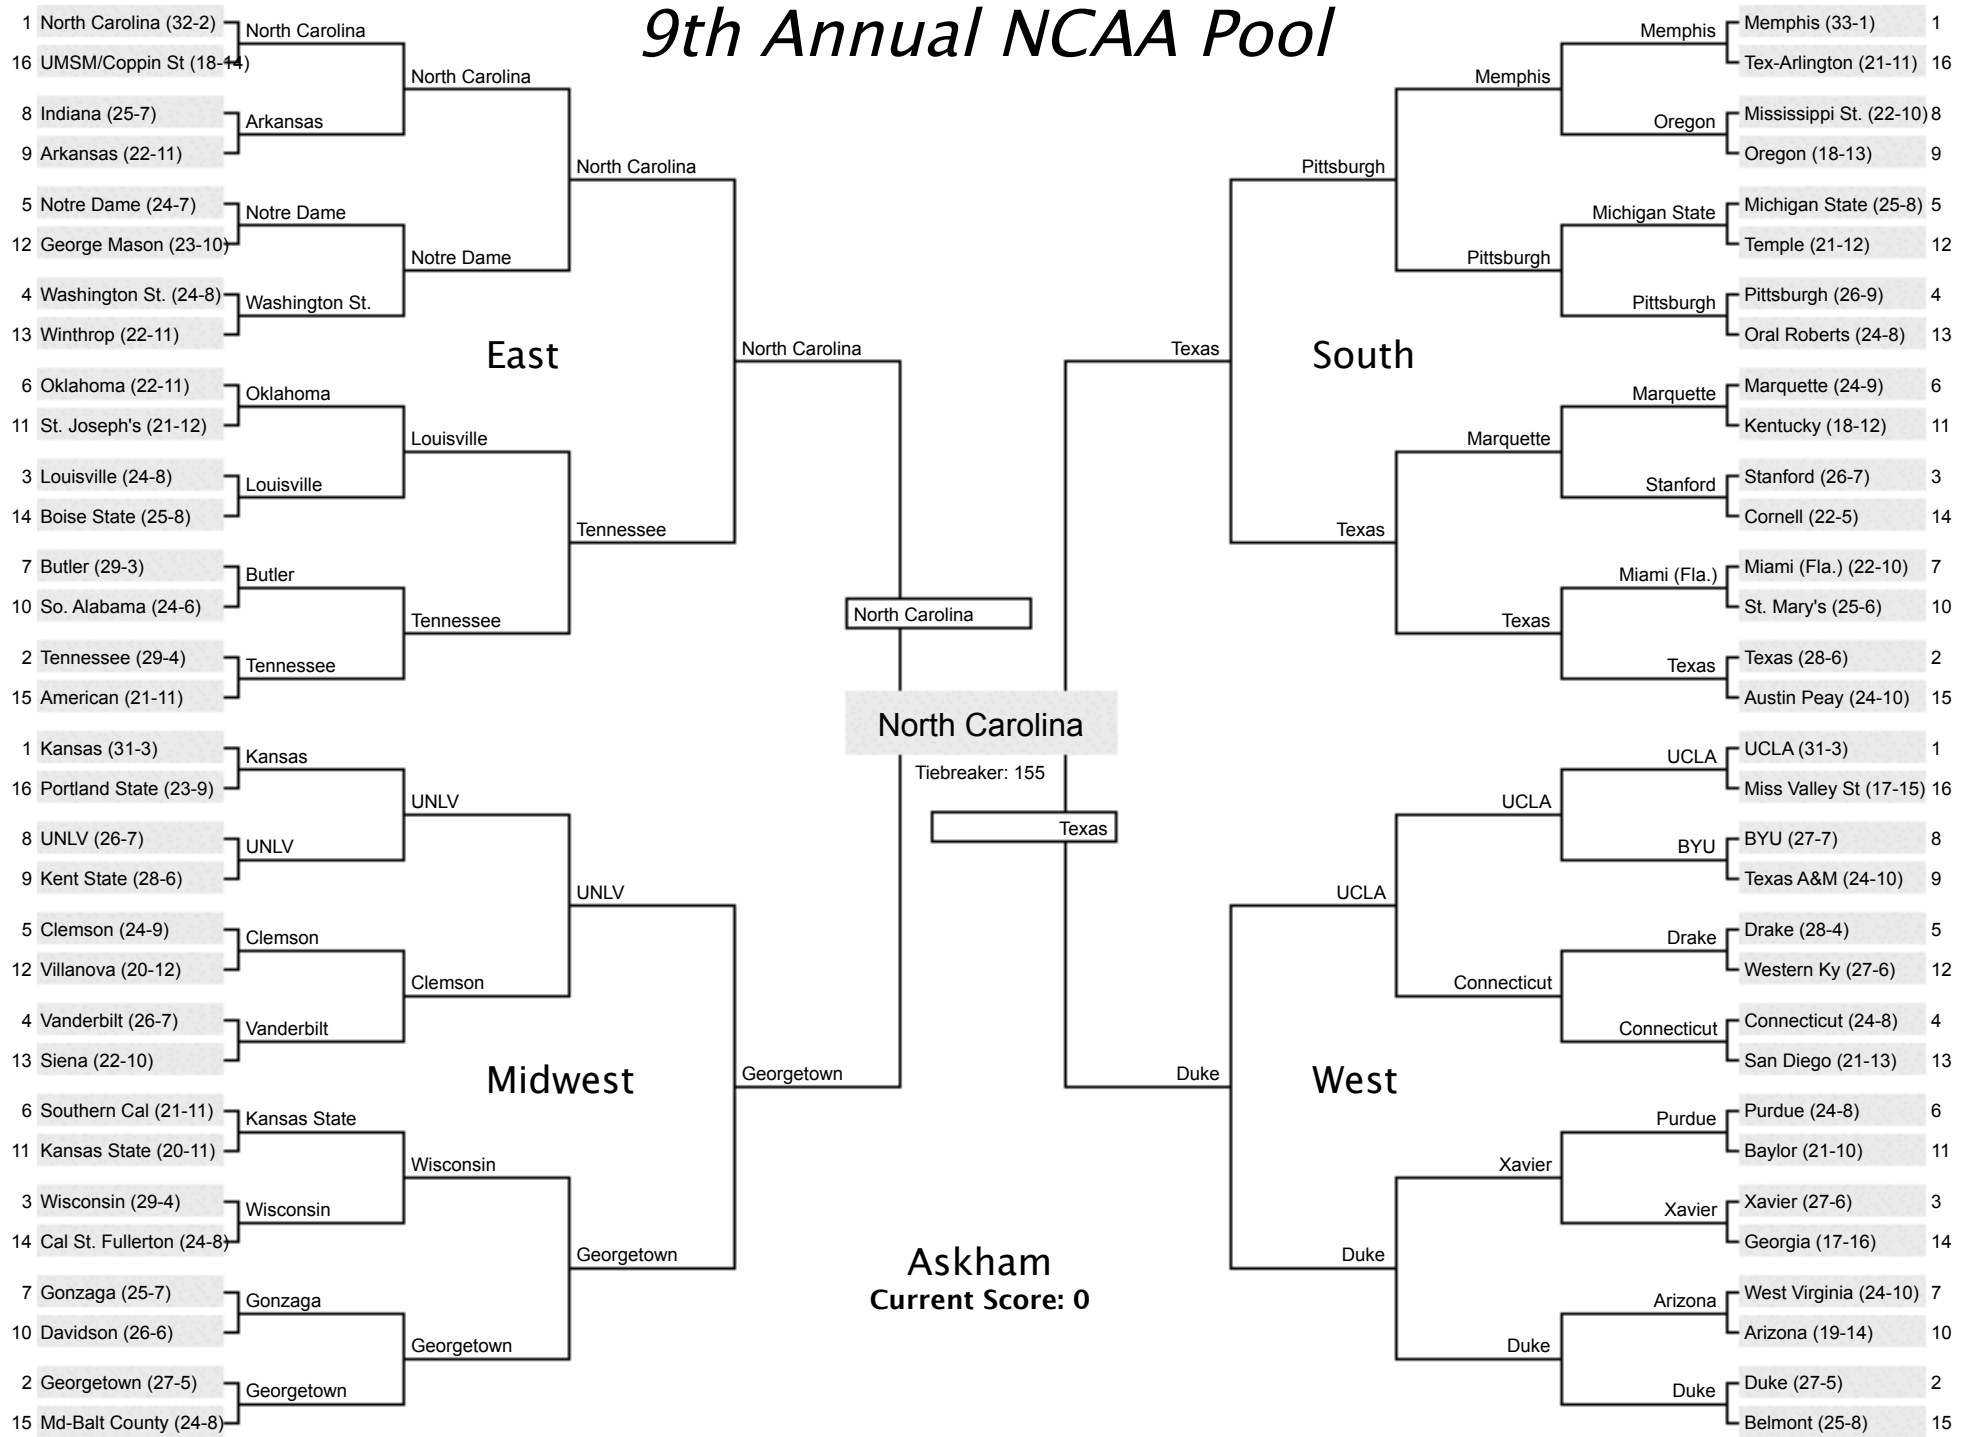 9th Annual NCAA Pool
1 North Carolina (32-2)
16 UMSM/Coppin St (18-14)
8 Indiana (25-7)
9 Arkansas (22-11)
5 Notre Dame (24-7)
12 George Mason (23-10)
4 Washington St. (24-8)
13 Winthrop (22-11)
6 Oklahoma (22-11)
11 St. Joseph's (21-12)
3 Louisville (24-8)
14 Boise State (25-8)
7 Butler (29-3)
10 So. Alabama (24-6)
2 Tennessee (29-4)
15 American (21-11)
North Carolina
Arkansas
Notre Dame
Washington St.
Oklahoma
Louisville
Butler
Tennessee
North Carolina
Notre Dame
Louisville
Tennessee
North Carolina
Tennessee
East
North Carolina
1 Kansas (31-3)
16 Portland State (23-9)
8 UNLV (26-7)
9 Kent State (28-6)
5 Clemson (24-9)
12 Villanova (20-12)
4 Vanderbilt (26-7)
13 Siena (22-10)
6 Southern Cal (21-11)
11 Kansas State (20-11)
3 Wisconsin (29-4)
14 Cal St. Fullerton (24-8)
7 Gonzaga (25-7)
10 Davidson (26-6)
2 Georgetown (27-5)
15 Md-Balt County (24-8)
Kansas
UNLV
Clemson
Vanderbilt
Kansas State
Wisconsin
Gonzaga
Georgetown
UNLV
Clemson
Wisconsin
Georgetown
UNLV
Georgetown
Midwest
Georgetown
North Carolina
North Carolina
Tiebreaker: 155
Texas
Askham
Current Score: 0
Memphis (33-1) 1
Tex-Arlington (21-11) 16
Mississippi St. (22-10) 8
Oregon (18-13) 9
Michigan State (25-8) 5
Temple (21-12) 12
Pittsburgh (26-9) 4
Oral Roberts (24-8) 13
Marquette (24-9) 6
Kentucky (18-12) 11
Stanford (26-7) 3
Cornell (22-5) 14
Miami (Fla.) (22-10) 7
St. Mary's (25-6) 10
Texas (28-6) 2
Austin Peay (24-10) 15
Memphis
Oregon
Michigan State
Pittsburgh
Marquette
Stanford
Miami (Fla.)
Texas
Memphis
Pittsburgh
Marquette
Texas
Pittsburgh
Texas
South
Texas
UCLA (31-3) 1
Miss Valley St (17-15) 16
BYU (27-7) 8
Texas A&M (24-10) 9
Drake (28-4) 5
Western Ky (27-6) 12
Connecticut (24-8) 4
San Diego (21-13) 13
Purdue (24-8) 6
Baylor (21-10) 11
Xavier (27-6) 3
Georgia (17-16) 14
West Virginia (24-10) 7
Arizona (19-14) 10
Duke (27-5) 2
Belmont (25-8) 15
UCLA
BYU
Drake
Connecticut
Purdue
Xavier
Arizona
Duke
UCLA
Connecticut
Xavier
Duke
UCLA
Duke
West
Duke